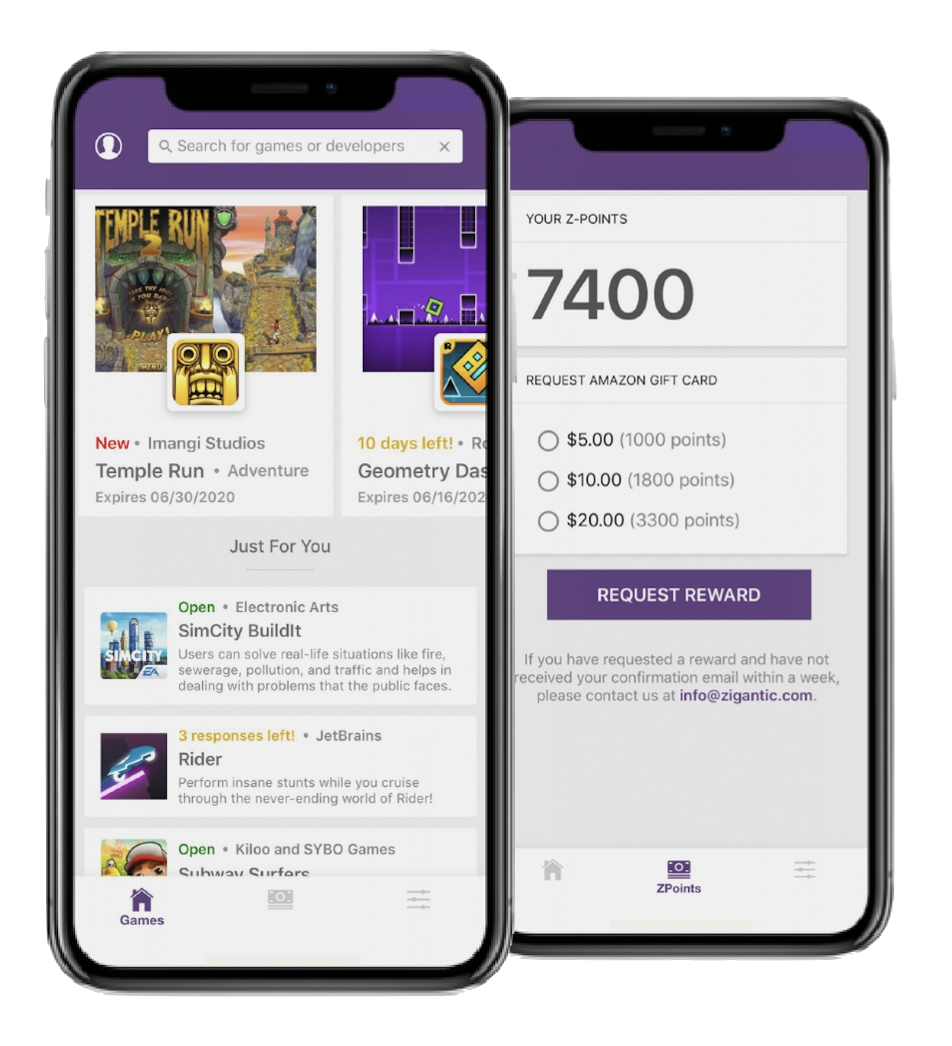 Search for games or developers
TEMPLE RUN
2
PLAY!
New • Imangi Studios
Temple Run • Adventure
Expires 06/30/2020
10 days left! • Ro
Geometry Das
Expires 06/16/202
Just For You
Open • Electronic Arts
SimCity BuildIt
Users can solve real-life situations like fire,
sewerage, pollution, and traffic and helps in
dealing with problems that the public faces.
SIMCITY
EA
3 responses left! • JetBrains
Rider
Perform insane stunts while you cruise
through the never-ending world of Rider!
Open • Kiloo and SYBO Games
Subway Surfers
Games
YOUR Z-POINTS
7400
REQUEST AMAZON GIFT CARD
$5.00 (1000 points)
$10.00 (1800 points)
$20.00 (3300 points)
REQUEST REWARD
If you have requested a reward and have not
received your confirmation email within a week,
please contact us at info@zigantic.com.
ZPoints